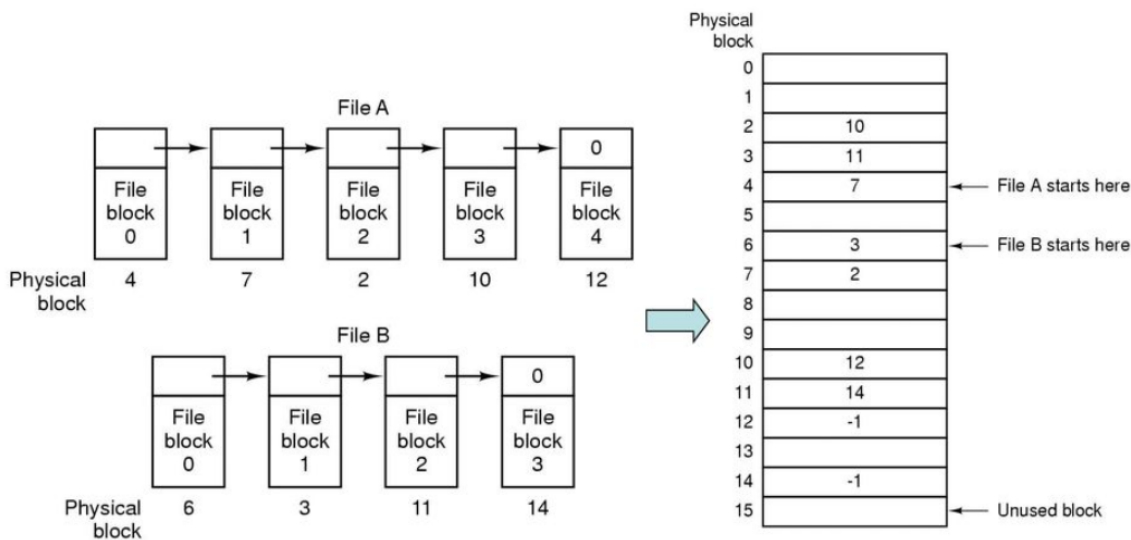 File A
0
File block 0
File block 1
File block 2
File block 3
File block 4
Physical block
4 7 2 10 12
File B
0
File block 0
File block 1
File block 2
File block 3
Physical block
6 3 11 14
Physical block
0
1
2 10
3 11
4 7 File A starts here
5
6 3 File B starts here
7 2
8
9
10 12
11 14
12 -1
13
14 -1
15 Unused block